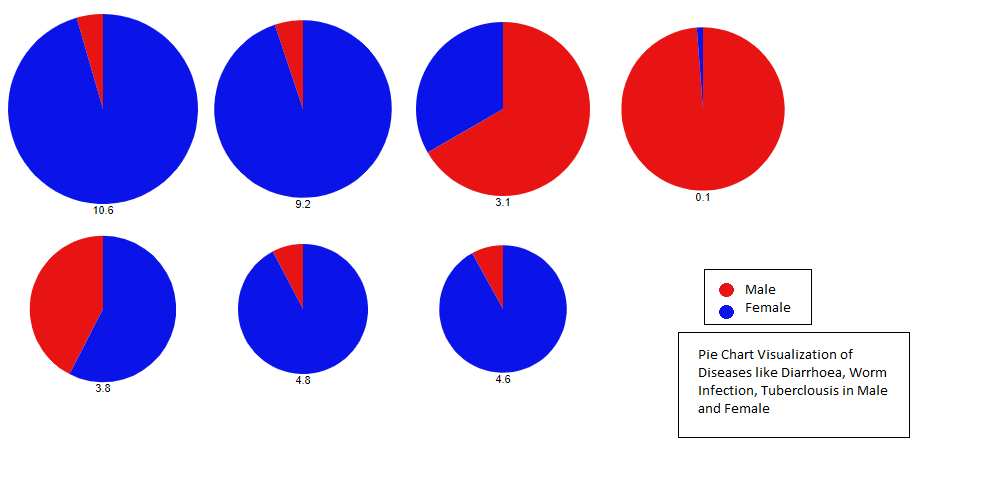 10.6
9.2
3.1
0.1
3.8
4.8
4.6
Male
Female
Pie Chart Visualization of
Diseases like Diarrhoea, Worm
Infection, Tuberclousis in Male
and Female